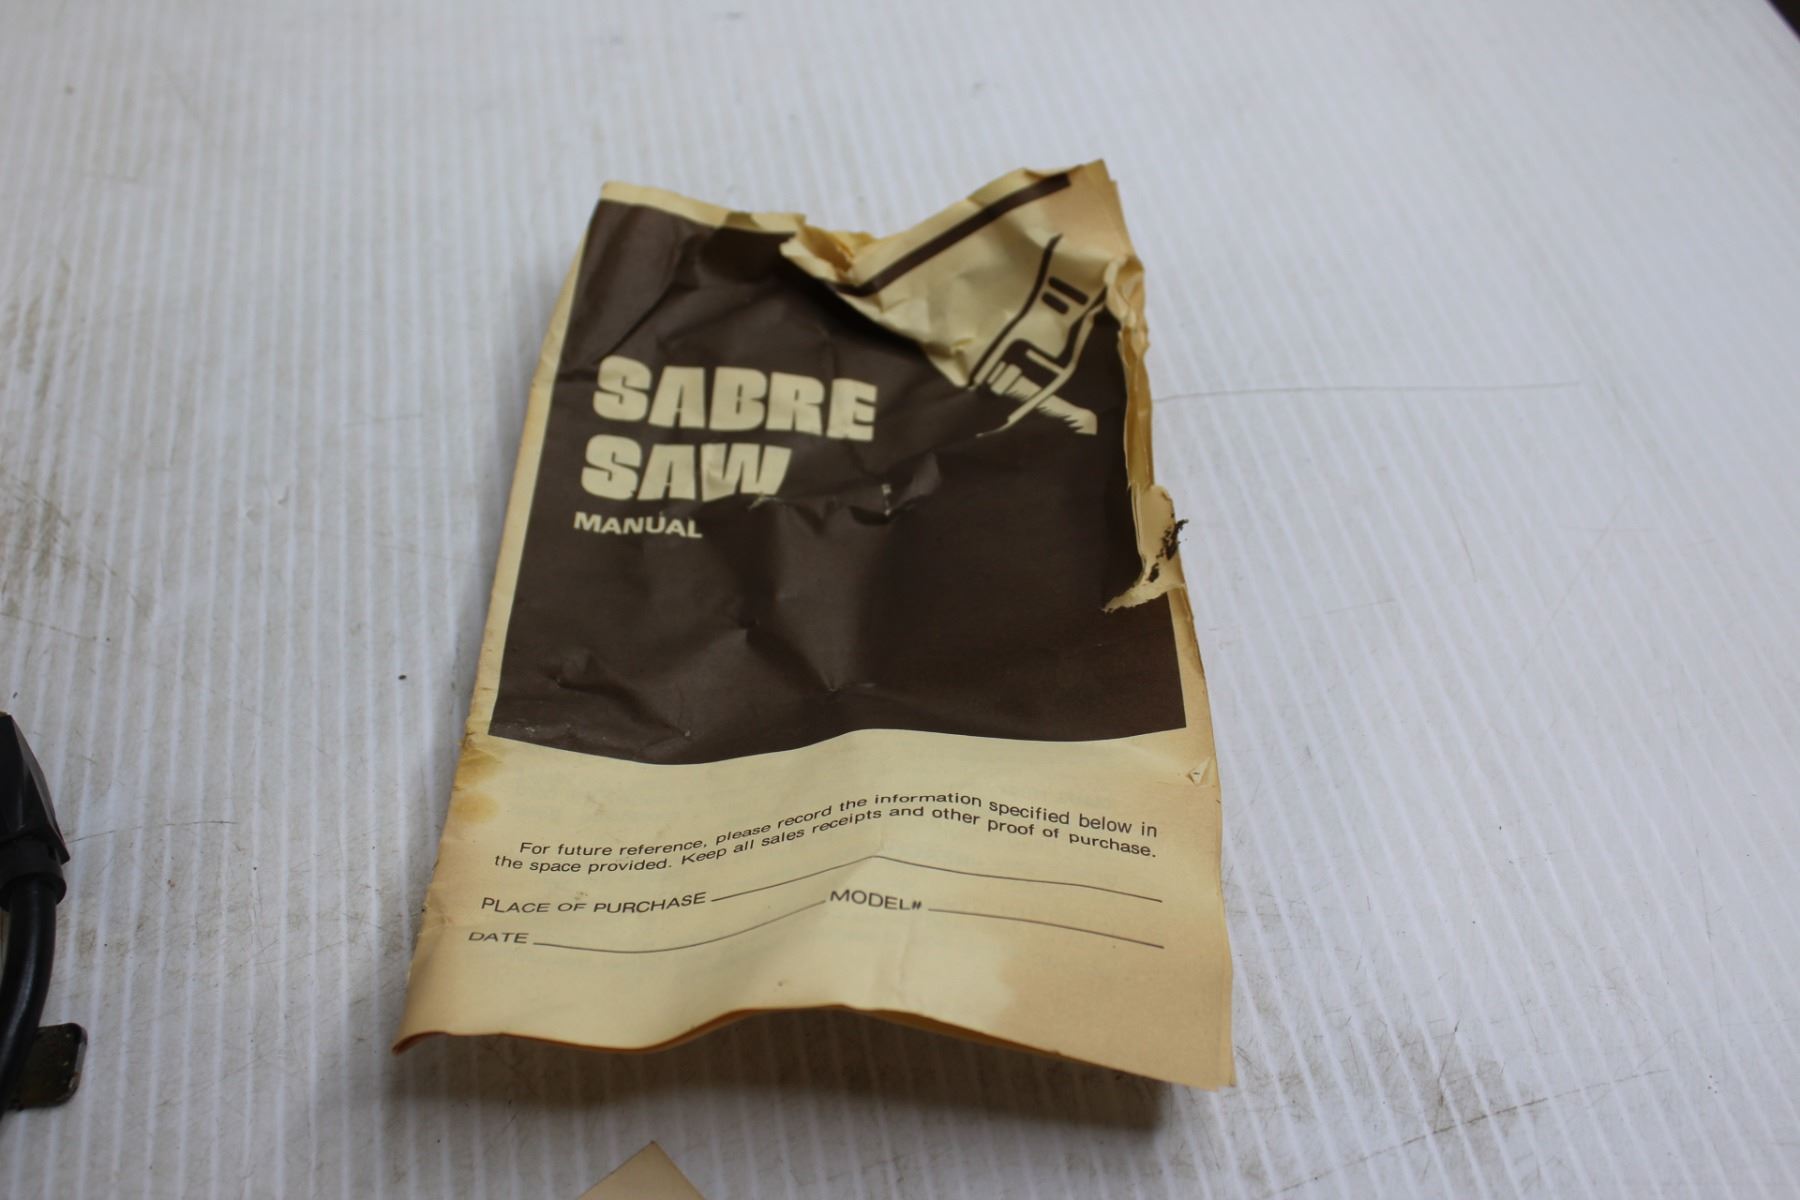 SABRE
SAW
MANUAL
For future reference, please record the information specified below in
the space provided. Keep all sales receipts and other proof of purchase.
PLACE OF PURCHASE
DATE MODEL#